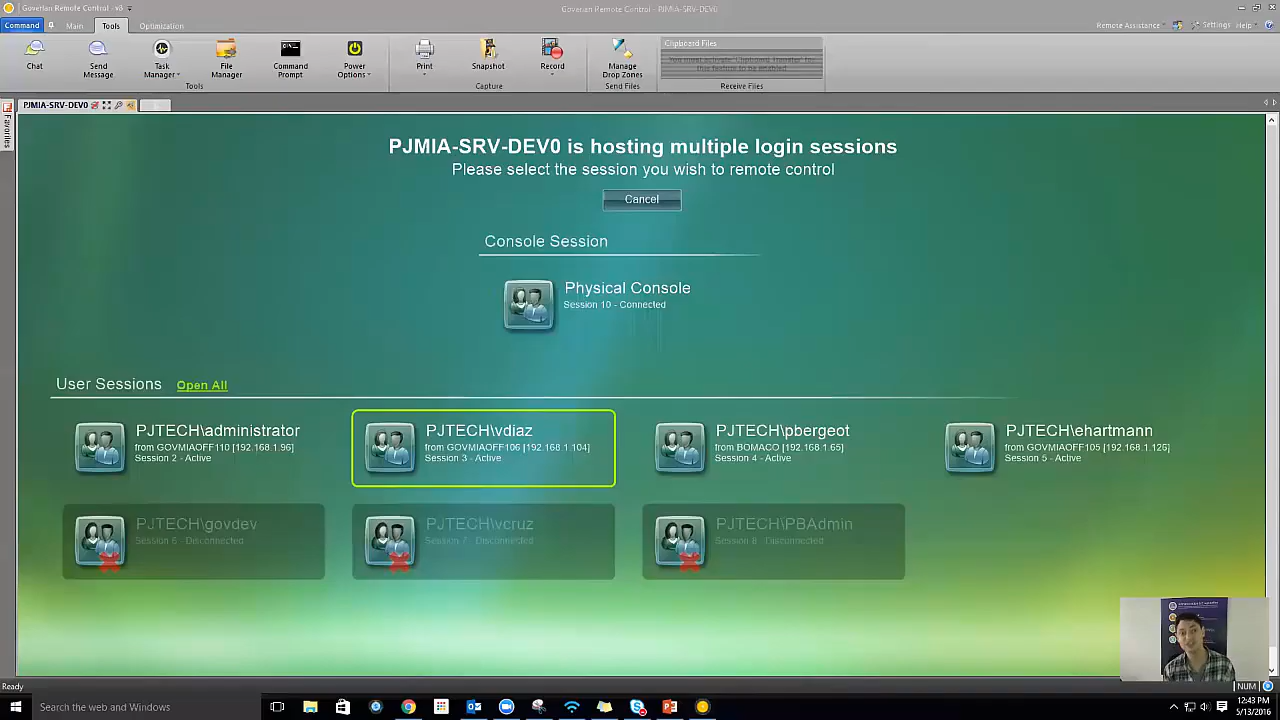 Goverlan Remote Control - v8
Goverlan Remote Control - PJMIA-SRV-DEV0
Command Main Tools Optimization
Remote Assistance Settings Help
Chat
Send Message
Task Manager
File Manager
Command Prompt
Power Options
Tools
Print
Snapshot
Record
Capture
Manage Drop Zones
Send Files
Clipboard Files
Receive Files
PJMIA-SRV-DEV0
Favorites
PJMIA-SRV-DEV0 is hosting multiple login sessions
Please select the session you wish to remote control
Cancel
Console Session
Physical Console
Session 10 - Connected
User Sessions Open All
PJTECH\administrator
from GOVMIAOFF110 [192.168.1.96]
Session 2 - Active
PJTECH\vdiaz
from GOVMIAOFF106 [192.168.1.104]
Session 3 - Active
PJTECH\pbergeot
from BOMACO [192.168.1.65]
Session 4 - Active
PJTECH\ehartmann
from GOVMIAOFF105 [192.168.1.126]
Session 5 - Active
PJTECH\govdev
Session 6 - Disconnected
PJTECH\vcruz
Session 7 - Disconnected
PJTECH\PBAdmin
Session 8 - Disconnected
Ready
NUM
Search the web and Windows
12:43 PM
5/13/2016